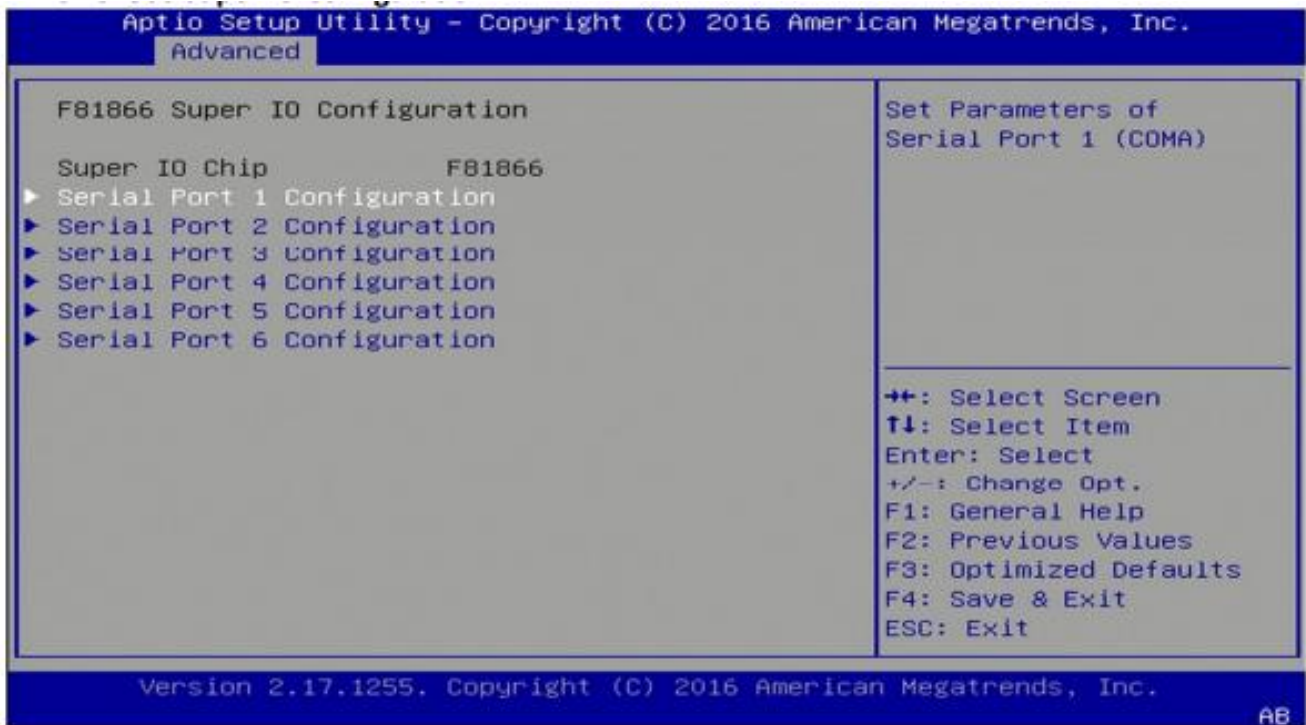 Aptio Setup Utility – Copyright (C) 2016 American Megatrends, Inc.
Advanced
F81866 Super IO Configuration
Super IO Chip F81866
► Serial Port 1 Configuration
► Serial Port 2 Configuration
► Serial Port 3 Configuration
► Serial Port 4 Configuration
► Serial Port 5 Configuration
► Serial Port 6 Configuration
Set Parameters of
Serial Port 1 (COMA)
→←: Select Screen
↑↓: Select Item
Enter: Select
+/-: Change Opt.
F1: General Help
F2: Previous Values
F3: Optimized Defaults
F4: Save & Exit
ESC: Exit
Version 2.17.1255. Copyright (C) 2016 American Megatrends, Inc.
AB